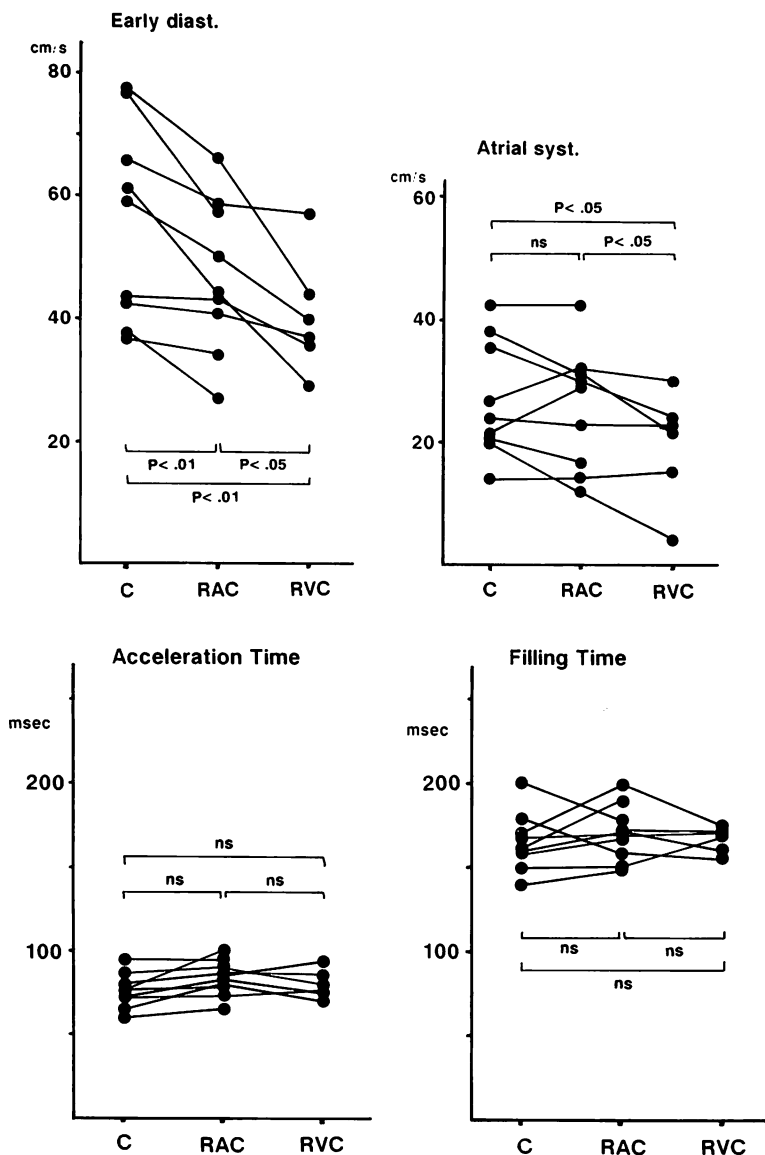 Early diast.
cm/s
80
60
40
20
P< .01
P< .05
P< .01
C
RAC
RVC
Atrial syst.
cm/s
60
40
20
P< .05
ns
P< .05
C
RAC
RVC
Acceleration Time
msec
200
100
ns
ns
ns
C
RAC
RVC
Filling Time
msec
200
100
ns
ns
ns
C
RAC
RVC